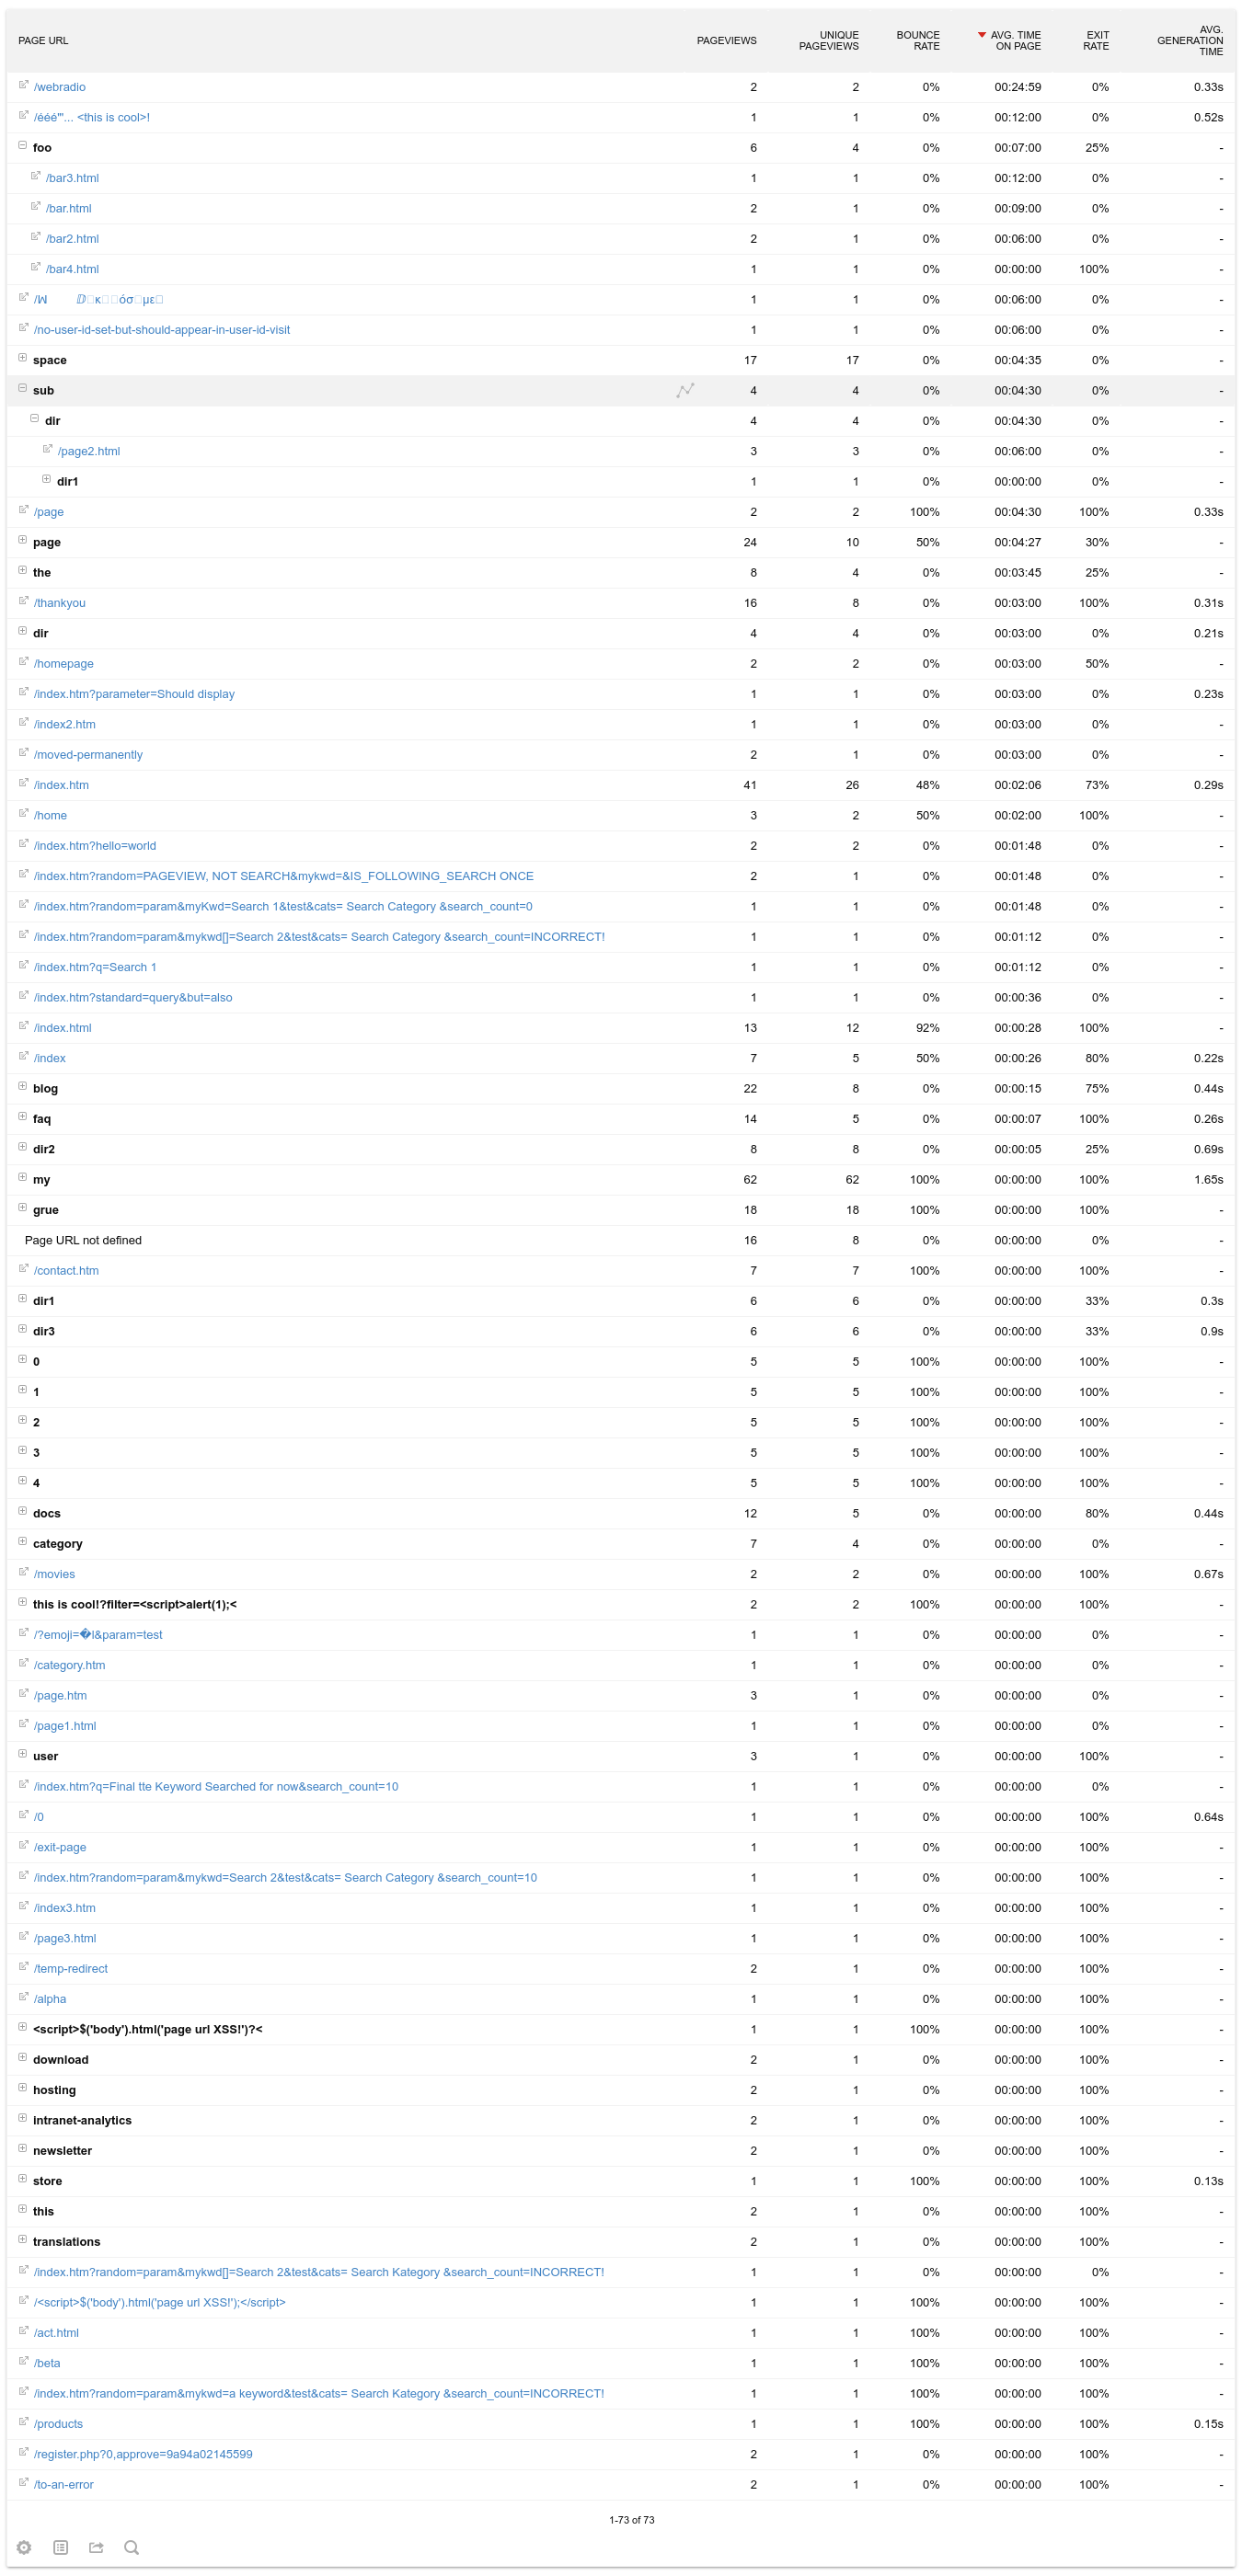 PAGE URL PAGEVIEWS UNIQUE PAGEVIEWS BOUNCE RATE AVG. TIME ON PAGE EXIT RATE AVG. GENERATION TIME
/webradio 2 2 0% 00:24:59 0% 0.33s
/ééé"'... <this is cool>! 1 1 0% 00:12:00 0% 0.52s
foo 6 4 0% 00:07:00 25% -
/bar3.html 1 1 0% 00:12:00 0% -
/bar.html 2 1 0% 00:09:00 0% -
/bar2.html 2 1 0% 00:06:00 0% -
/bar4.html 1 1 0% 00:00:00 100% -
1 1 0% 00:06:00 0% -
/no-user-id-set-but-should-appear-in-user-id-visit 1 1 0% 00:06:00 0% -
space 17 17 0% 00:04:35 0% -
sub 4 4 0% 00:04:30 0% -
dir 4 4 0% 00:04:30 0% -
/page2.html 3 3 0% 00:06:00 0% -
dir1 1 1 0% 00:00:00 0% -
/page 2 2 100% 00:04:30 100% 0.33s
page 24 10 50% 00:04:27 30% -
the 8 4 0% 00:03:45 25% -
/thankyou 16 8 0% 00:03:00 100% 0.31s
dir 4 4 0% 00:03:00 0% 0.21s
/homepage 2 2 0% 00:03:00 50% -
/index.htm?parameter=Should display 1 1 0% 00:03:00 0% 0.23s
/index2.htm 1 1 0% 00:03:00 0% -
/moved-permanently 2 1 0% 00:03:00 0% -
/index.htm 41 26 48% 00:02:06 73% 0.29s
/home 3 2 50% 00:02:00 100% -
/index.htm?hello=world 2 2 0% 00:01:48 0% -
/index.htm?random=PAGEVIEW, NOT SEARCH&mykwd=&IS_FOLLOWING_SEARCH ONCE 2 1 0% 00:01:48 0% -
/index.htm?random=param&myKwd=Search 1&test&cats= Search Category &search_count=0 1 1 0% 00:01:48 0% -
/index.htm?random=param&mykwd[]=Search 2&test&cats= Search Category &search_count=INCORRECT! 1 1 0% 00:01:12 0% -
/index.htm?q=Search 1 1 1 0% 00:01:12 0% -
/index.htm?standard=query&but=also 1 1 0% 00:00:36 0% -
/index.html 13 12 92% 00:00:28 100% -
/index 7 5 50% 00:00:26 80% 0.22s
blog 22 8 0% 00:00:15 75% 0.44s
faq 14 5 0% 00:00:07 100% 0.26s
dir2 8 8 0% 00:00:05 25% 0.69s
my 62 62 100% 00:00:00 100% 1.65s
grue 18 18 100% 00:00:00 100% -
Page URL not defined 16 8 0% 00:00:00 0% -
/contact.htm 7 7 100% 00:00:00 100% -
dir1 6 6 0% 00:00:00 33% 0.3s
dir3 6 6 0% 00:00:00 33% 0.9s
0 5 5 100% 00:00:00 100% -
1 5 5 100% 00:00:00 100% -
2 5 5 100% 00:00:00 100% -
3 5 5 100% 00:00:00 100% -
4 5 5 100% 00:00:00 100% -
docs 12 5 0% 00:00:00 80% 0.44s
category 7 4 0% 00:00:00 0% -
/movies 2 2 0% 00:00:00 100% 0.67s
this is cool!?filter=<script>alert(1);< 2 2 100% 00:00:00 100% -
/?emoji=�l&param=test 1 1 0% 00:00:00 0% -
/category.htm 1 1 0% 00:00:00 0% -
/page.htm 3 1 0% 00:00:00 0% -
/page1.html 1 1 0% 00:00:00 0% -
user 3 1 0% 00:00:00 100% -
/index.htm?q=Final tte Keyword Searched for now&search_count=10 1 1 0% 00:00:00 0% -
/0 1 1 0% 00:00:00 100% 0.64s
/exit-page 1 1 0% 00:00:00 100% -
/index.htm?random=param&mykwd=Search 2&test&cats= Search Category &search_count=10 1 1 0% 00:00:00 100% -
/index3.htm 1 1 0% 00:00:00 100% -
/page3.html 1 1 0% 00:00:00 100% -
/temp-redirect 2 1 0% 00:00:00 100% -
/alpha 1 1 0% 00:00:00 100% -
<script>$('body').html('page url XSS!')?< 1 1 100% 00:00:00 100% -
download 2 1 0% 00:00:00 100% -
hosting 2 1 0% 00:00:00 100% -
intranet-analytics 2 1 0% 00:00:00 100% -
newsletter 2 1 0% 00:00:00 100% -
store 1 1 100% 00:00:00 100% 0.13s
this 2 1 0% 00:00:00 100% -
translations 2 1 0% 00:00:00 100% -
/index.htm?random=param&mykwd[]=Search 2&test&cats= Search Kategory &search_count=INCORRECT! 1 1 0% 00:00:00 0% -
/<script>$('body').html('page url XSS!');</script> 1 1 100% 00:00:00 100% -
/act.html 1 1 100% 00:00:00 100% -
/beta 1 1 100% 00:00:00 100% -
/index.htm?random=param&mykwd=a keyword&test&cats= Search Kategory &search_count=INCORRECT! 1 1 100% 00:00:00 100% -
/products 1 1 100% 00:00:00 100% 0.15s
/register.php?0,approve=9a94a02145599 2 1 0% 00:00:00 100% -
/to-an-error 2 1 0% 00:00:00 100% -
1-73 of 73